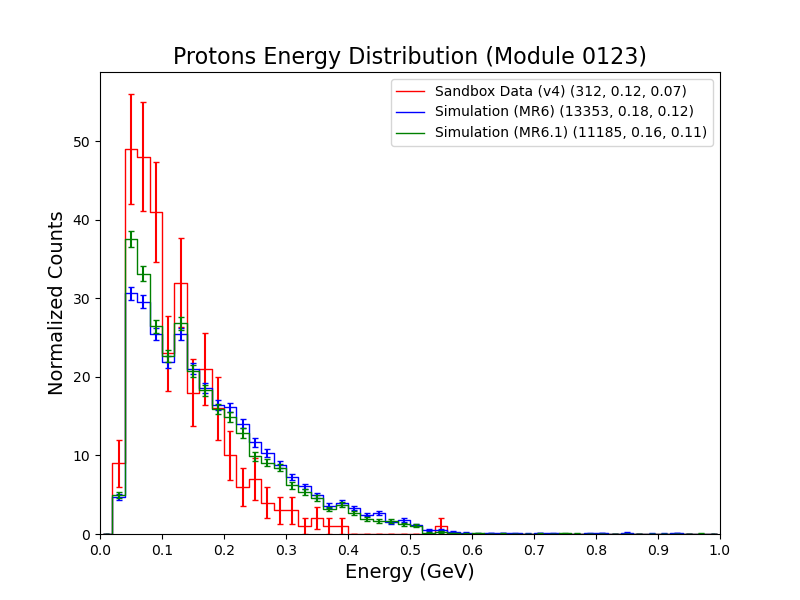 Protons Energy Distribution (Module 0123)
Sandbox Data (v4) (312, 0.12, 0.07)
Simulation (MR6) (13353, 0.18, 0.12)
Simulation (MR6.1) (11185, 0.16, 0.11)
Normalized Counts
50
40
30
20
10
0
0.0 0.1 0.2 0.3 0.4 0.5 0.6 0.7 0.8 0.9 1.0
Energy (GeV)